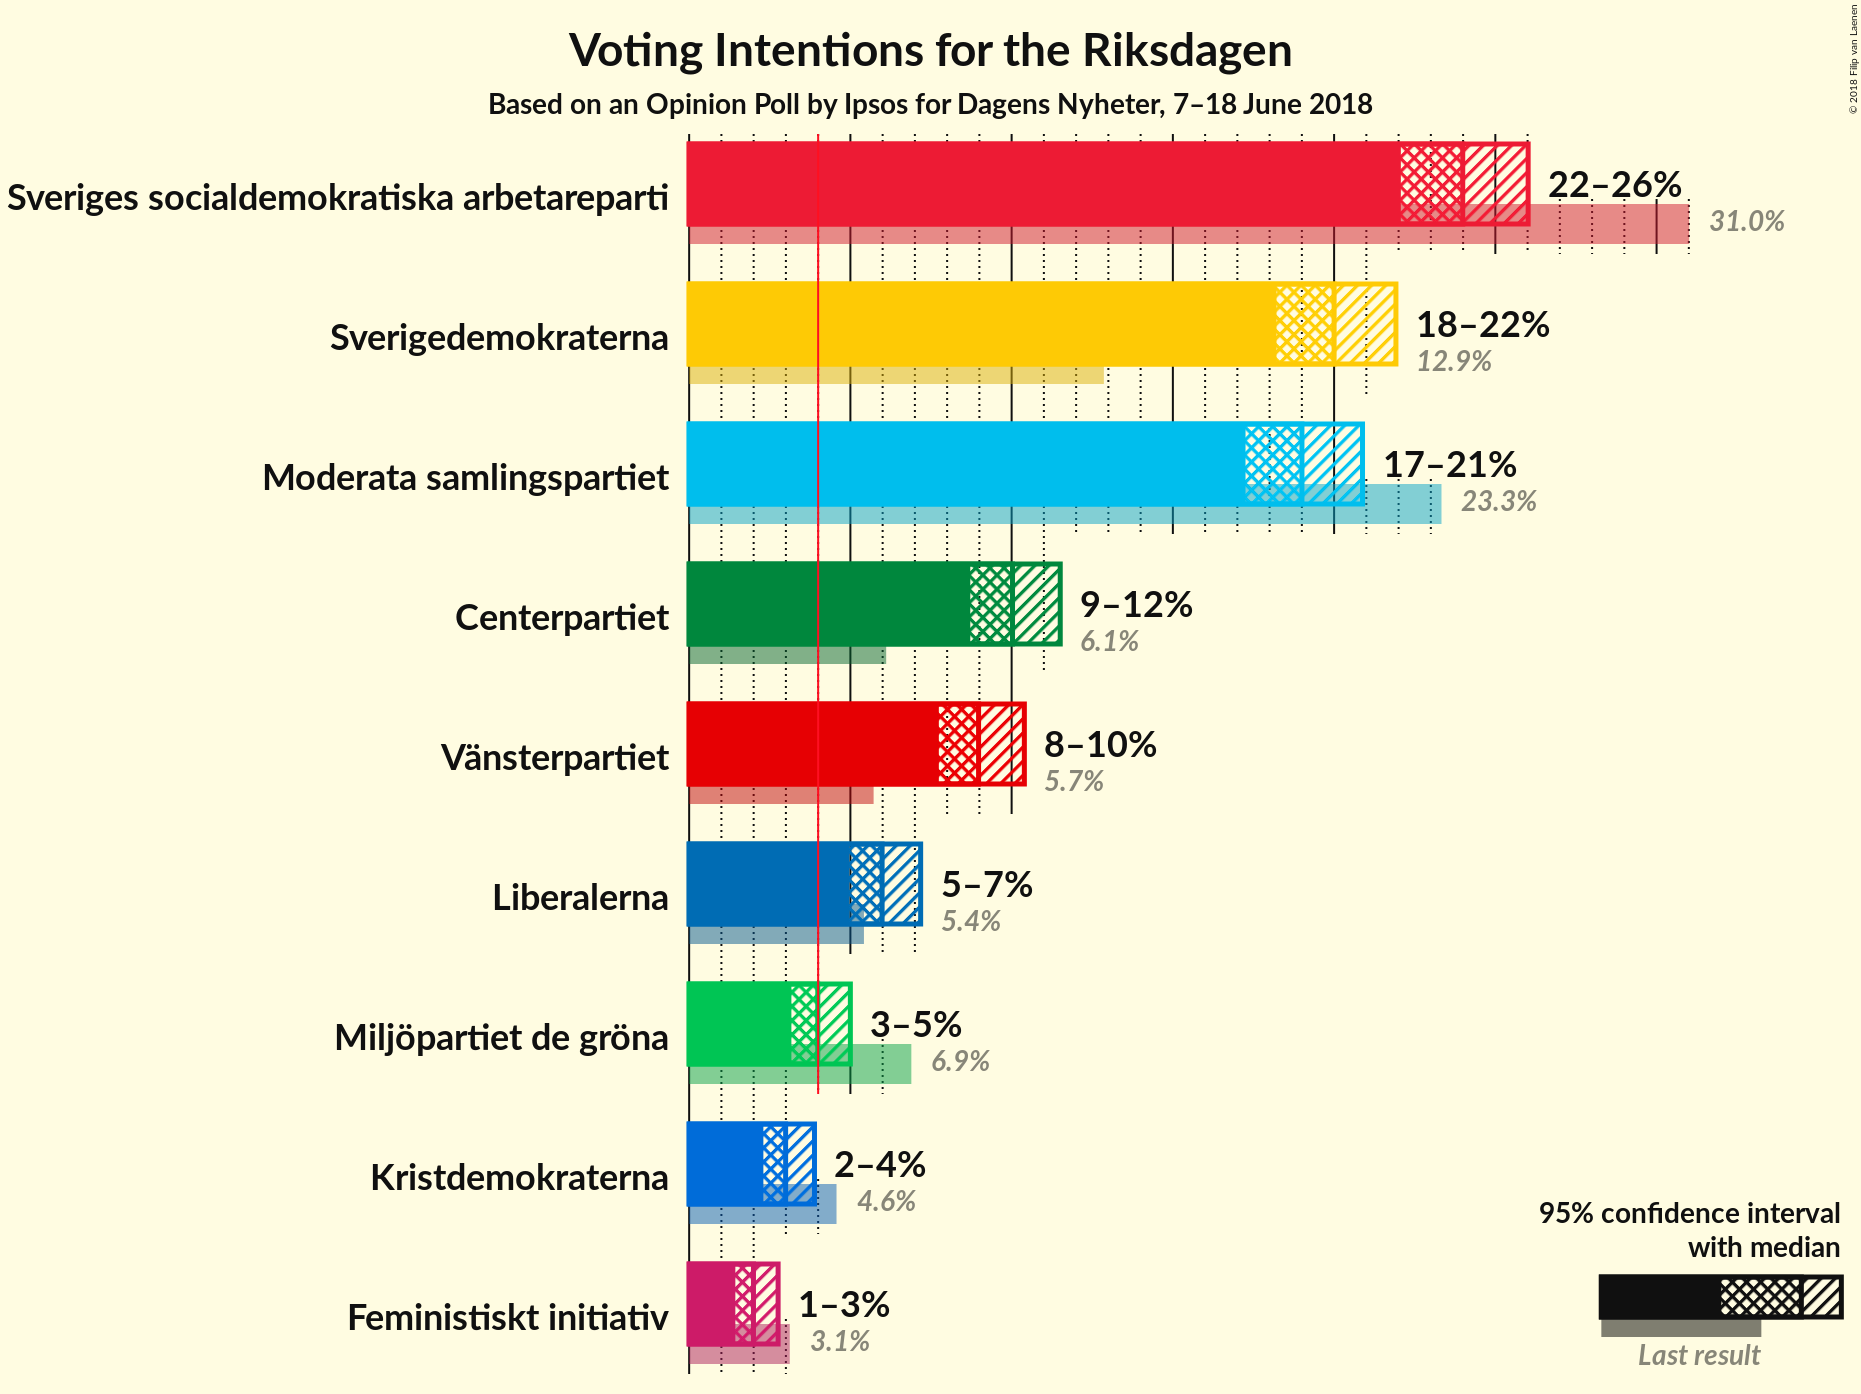 Voting Intentions for the Riksdagen
Based on an Opinion Poll by Ipsos for Dagens Nyheter, 7–18 June 2018
© 2018 Filip van Laenen
Sveriges socialdemokratiska arbetareparti
22–26%
31.0%
Sverigedemokraterna
18–22%
12.9%
Moderata samlingspartiet
17–21%
23.3%
Centerpartiet
9–12%
6.1%
Vänsterpartiet
8–10%
5.7%
Liberalerna
5–7%
5.4%
Miljöpartiet de gröna
3–5%
6.9%
Kristdemokraterna
2–4%
4.6%
Feministiskt initiativ
1–3%
3.1%
95% confidence interval
with median
Last result